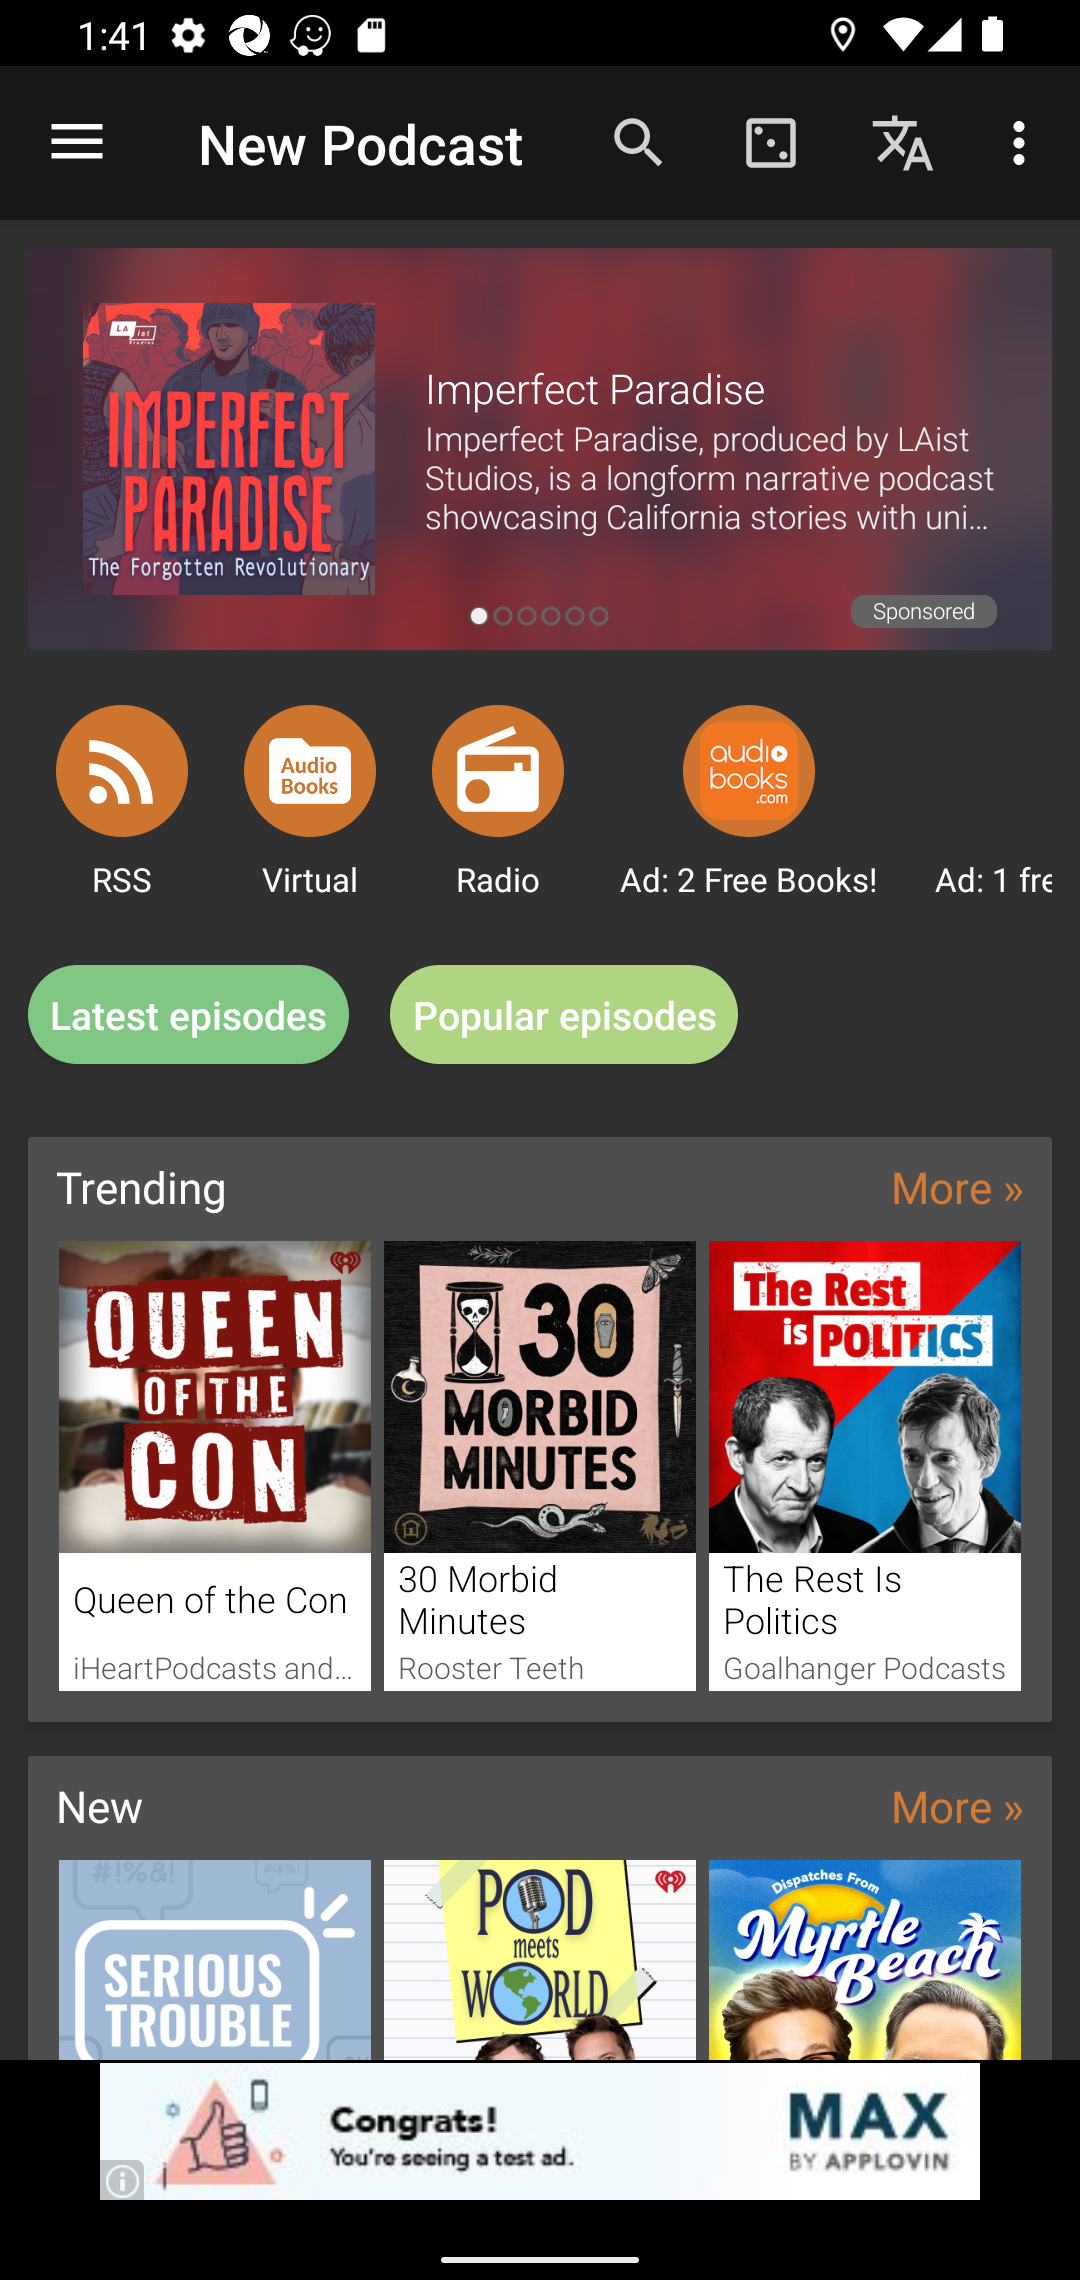 1:41
New Podcast
LAist
Studios
IMPERFECT
PARADISE
The Forgotten Revolutionary
Imperfect Paradise
Imperfect Paradise, produced by LAist
Studios, is a longform narrative podcast
showcasing California stories with uni...
Sponsored
Audio
Books
audio
books
.com
RSS
Virtual
Radio
Ad: 2 Free Books!
Ad: 1 fre
Latest episodes
Popular episodes
Trending
More »
QUEEN
OF THE
CON
30
MORBID
MINUTES
The Rest
is POLITICS
Queen of the Con
iHeartPodcasts and...
30 Morbid
Minutes
Rooster Teeth
The Rest Is
Politics
Goalhanger Podcasts
New
More »
#!%&!
#!@&!
SERIOUS
TROUBLE
POD
meets
WORLD
Dispatches From
Myrtle
Beach
Congrats!
You're seeing a test ad.
MAX
BY APPLOVIN